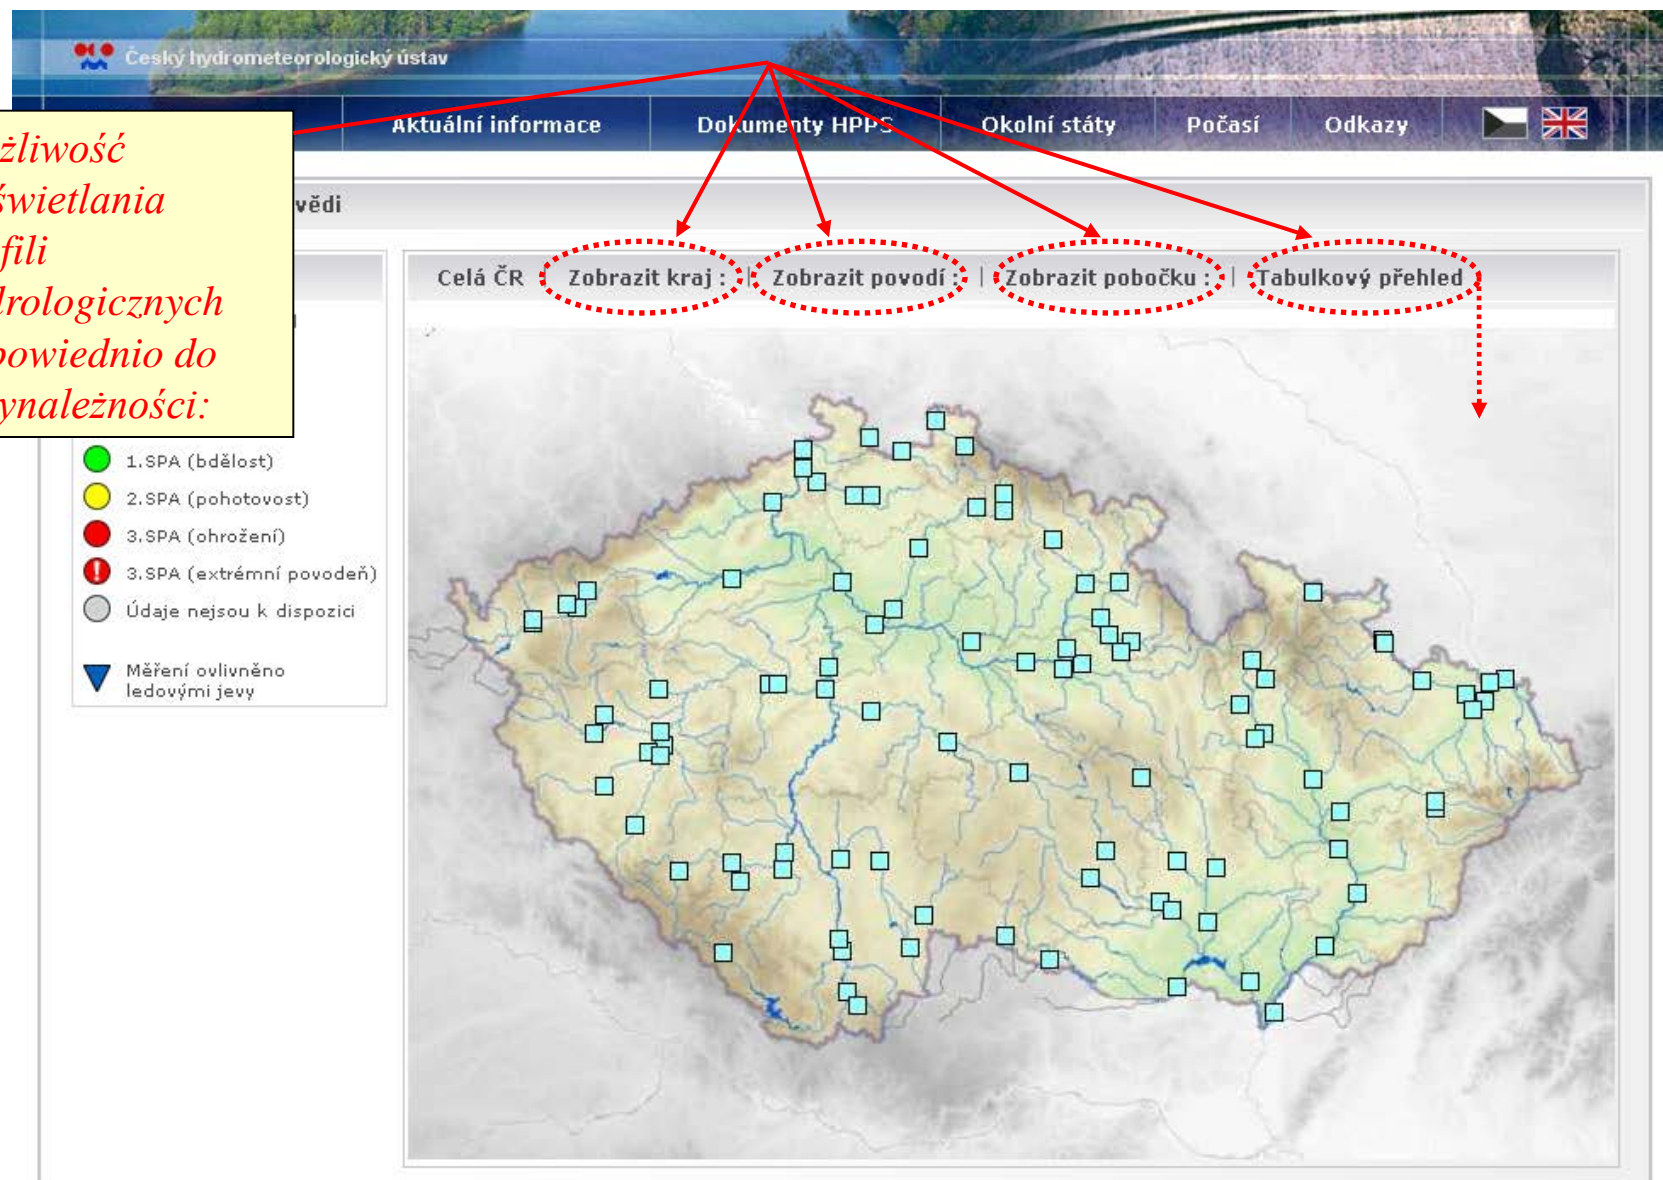 Český hydrometeorologický ústav
Aktuální informace
Dokumenty HPPS
Okolní státy
Počasí
Odkazy
żliwość
świetlania
fili
drologicznych
powiednio do
ynależności:
vědi
Celá ČR | Zobrazit kraj : | Zobrazit povodí : | Zobrazit pobočku : | Tabulkový přehled
1.SPA (bdělost)
2.SPA (pohotovost)
3.SPA (ohrožení)
3.SPA (extrémní povodeň)
Údaje nejsou k dispozici
Měření ovlivněno
ledovými jevy